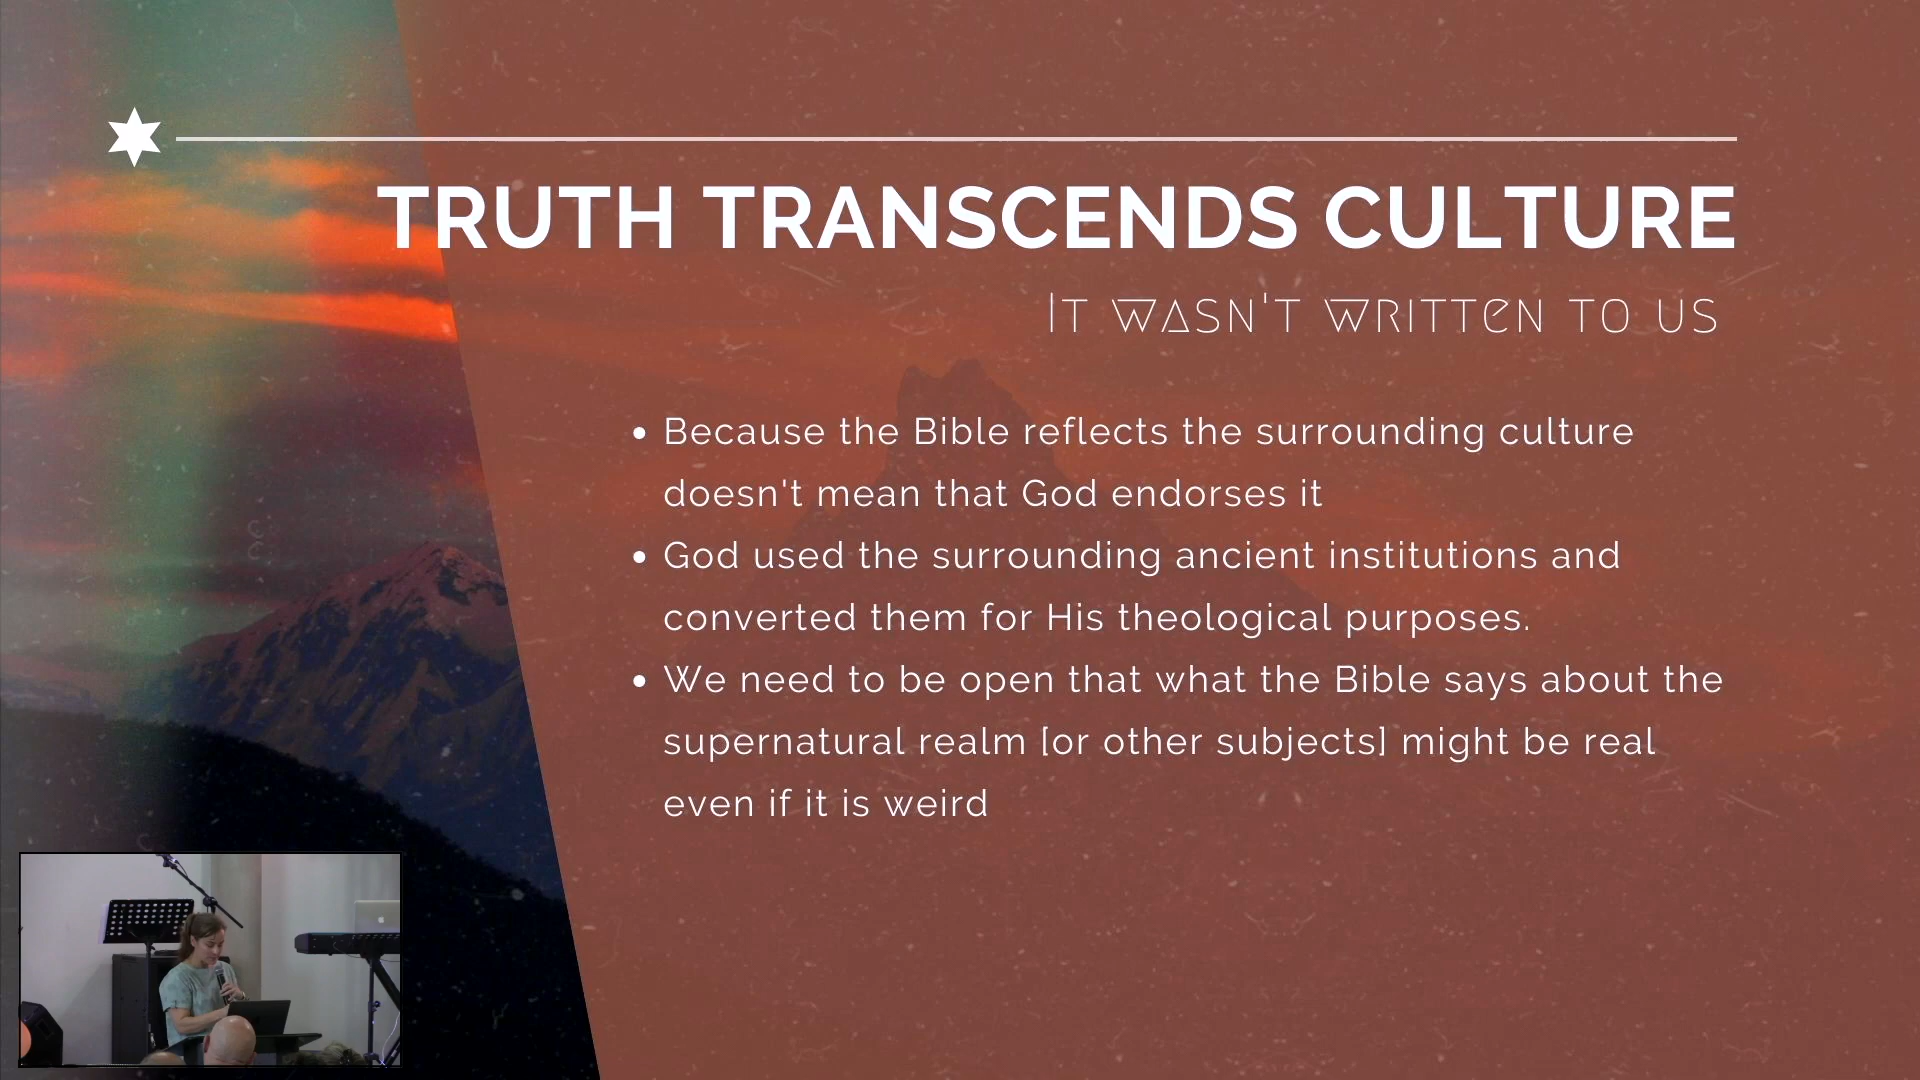 TRUTH TRANSCENDS CULTURE
IT WASN'T WRITTEN TO US
• Because the Bible reflects the surrounding culture
doesn't mean that God endorses it
• God used the surrounding ancient institutions and
converted them for His theological purposes.
• We need to be open that what the Bible says about the
supernatural realm [or other subjects] might be real
even if it is weird